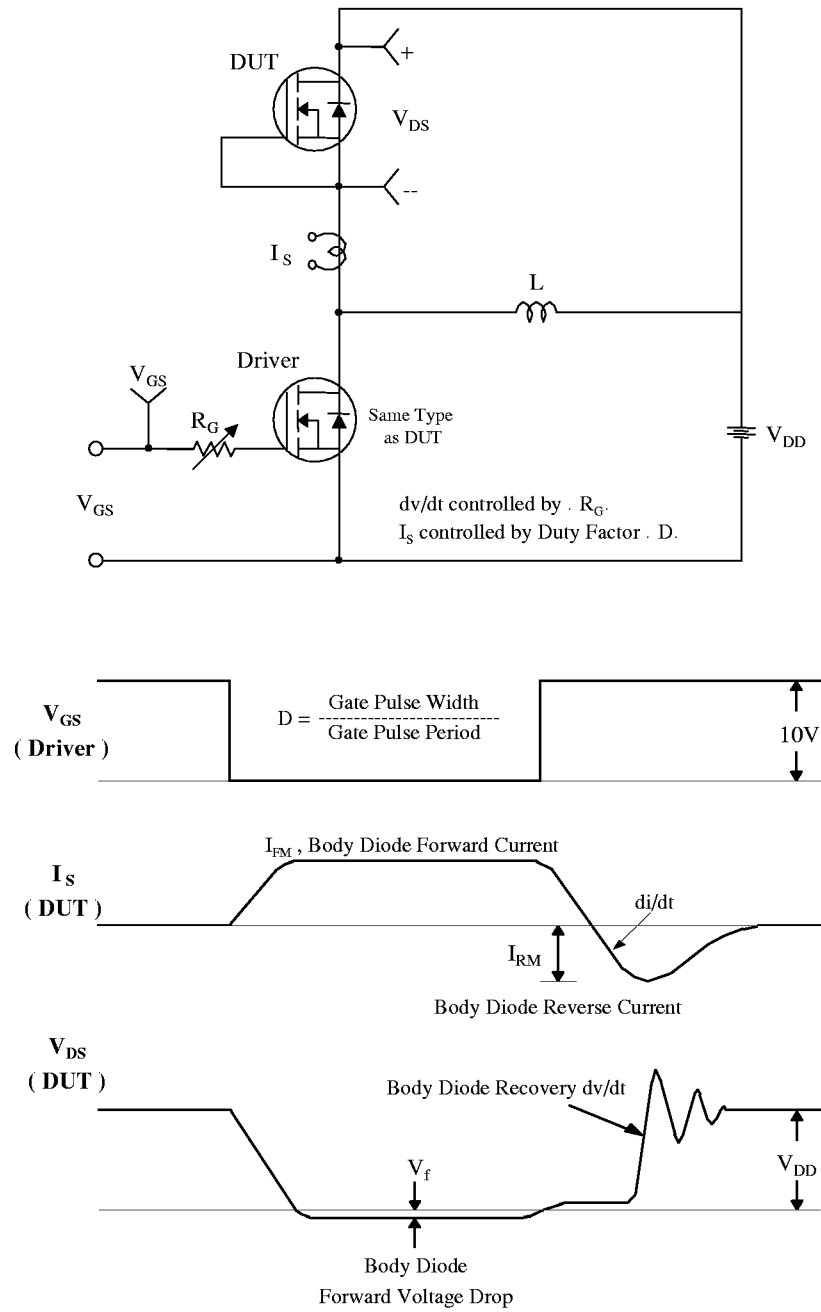 DUT
+
V_DS
--
I_S
L
Driver
V_GS
R_G
Same Type
as DUT
V_DD
V_GS
dv/dt controlled by . R_G.
I_S controlled by Duty Factor . D.
V_GS
( Driver )
D = Gate Pulse Width
Gate Pulse Period
10V
I_FM , Body Diode Forward Current
I_S
( DUT )
di/dt
I_RM
Body Diode Reverse Current
V_DS
( DUT )
Body Diode Recovery dv/dt
V_f
V_DD
Body Diode
Forward Voltage Drop